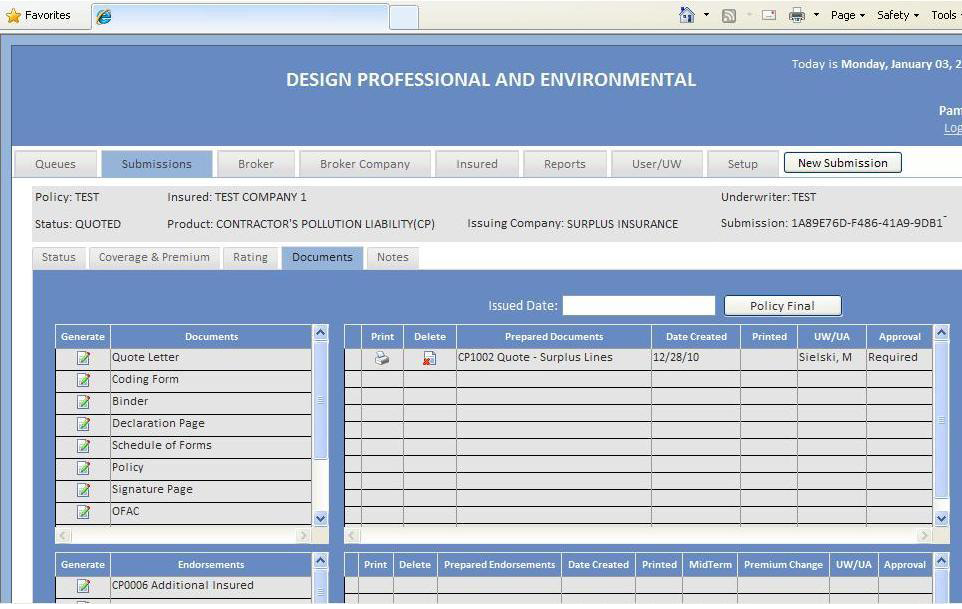 Favorites Page Safety Tools
Today is Monday, January 03, 2
DESIGN PROFESSIONAL AND ENVIRONMENTAL
Pam
Log
Queues Submissions Broker Broker Company Insured Reports User/UW Setup New Submission
Policy: TEST Insured: TEST COMPANY 1 Underwriter: TEST
Status: QUOTED Product: CONTRACTOR'S POLLUTION LIABILITY(CP) Issuing Company: SURPLUS INSURANCE Submission: 1A89E76D-F486-41A9-9DB1-
Status Coverage & Premium Rating Documents Notes
Issued Date: Policy Final
Generate Documents
Quote Letter
Coding Form
Binder
Declaration Page
Schedule of Forms
Policy
Signature Page
OFAC
Print Delete Prepared Documents Date Created Printed UW/UA Approval
CP1002 Quote - Surplus Lines 12/28/10 Sielski, M Required
Generate Endorsements
CP0006 Additional Insured
Print Delete Prepared Endorsements Date Created Printed MidTerm Premium Change UW/UA Approval